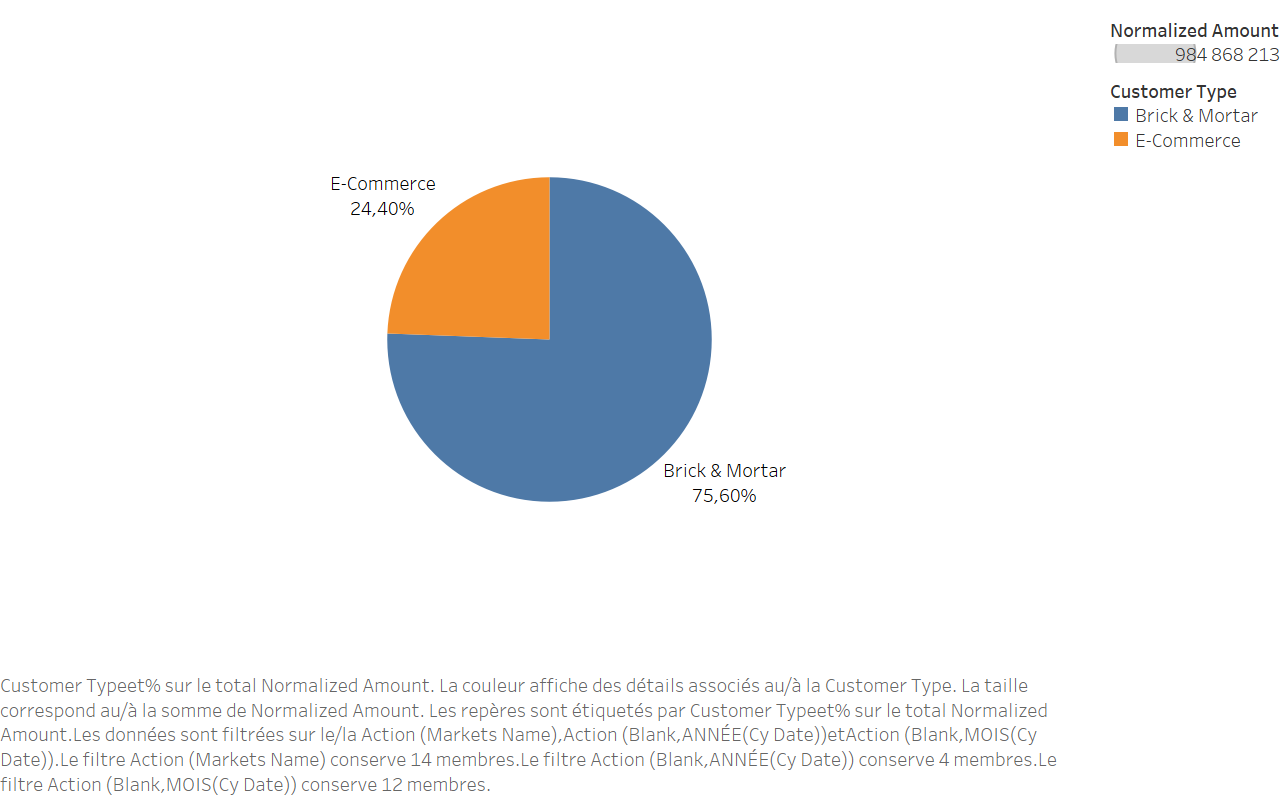 Normalized Amount
984 868 213
Customer Type
Brick & Mortar
E-Commerce
E-Commerce
24,40%
Brick & Mortar
75,60%
Customer Typeet% sur le total Normalized Amount. La couleur affiche des détails associés au/à la Customer Type. La taille
correspond au/à la somme de Normalized Amount. Les repères sont étiquetés par Customer Typeet% sur le total Normalized
Amount.Les données sont filtrées sur le/la Action (Markets Name),Action (Blank,ANNÉE(Cy Date))etAction (Blank,MOIS(Cy
Date)).Le filtre Action (Markets Name) conserve 14 membres.Le filtre Action (Blank,ANNÉE(Cy Date)) conserve 4 membres.Le
filtre Action (Blank,MOIS(Cy Date)) conserve 12 membres.